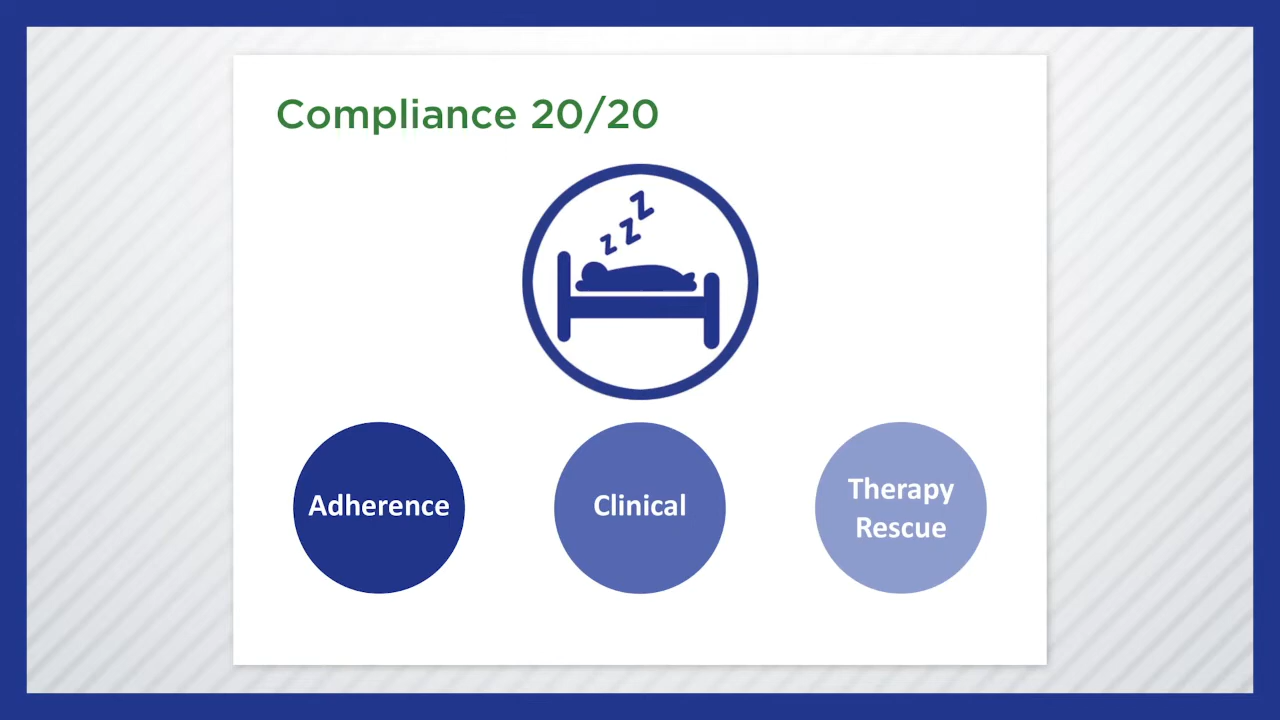 Compliance 20/20
z z z
Adherence
Clinical
Therapy
Rescue